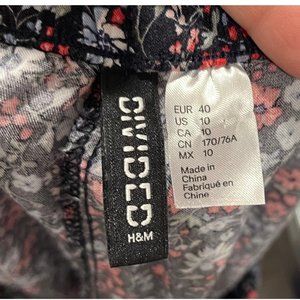 DIVIDED
H&M
EUR 40
US 10
CA 10
CN 170/76A
MX 10
Made in
China
Fabriqué en
Chine